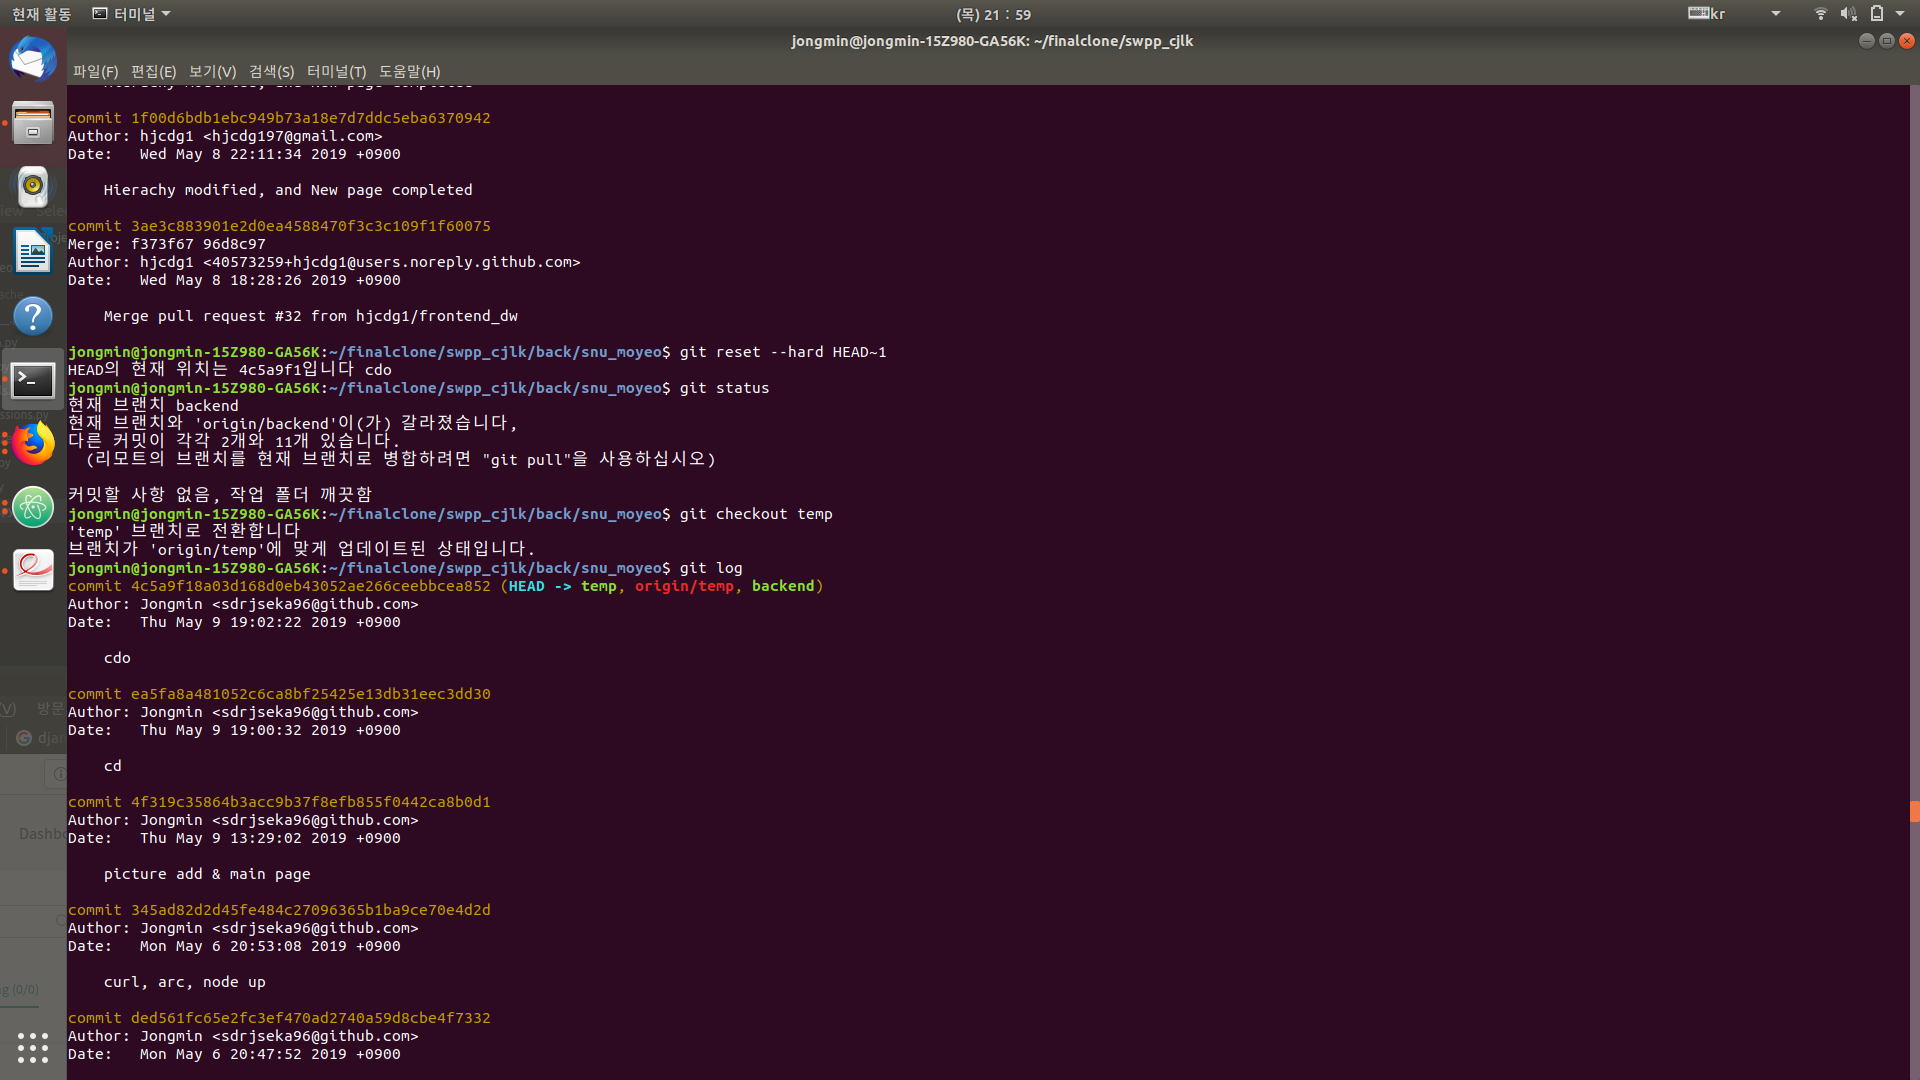 현재 활동
터미널
(목) 21 : 59
kr
jongmin@jongmin-15Z980-GA56K: ~/finalclone/swpp_cjlk
파일(F) 편집(E) 보기(V) 검색(S) 터미널(T) 도움말(H)
Hierachy modified, and New page completed
commit 1f00d6bdb1ebc949b73a18e7d7ddc5eba6370942
Author: hjcdg1 <hjcdg197@gmail.com>
Date:   Wed May 8 22:11:34 2019 +0900
Hierachy modified, and New page completed
commit 3ae3c883901e2d0ea4588470f3c3c109f1f60075
Merge: f373f67 96d8c97
Author: hjcdg1 <40573259+hjcdg1@users.noreply.github.com>
Date:   Wed May 8 18:28:26 2019 +0900
Merge pull request #32 from hjcdg1/frontend_dw
jongmin@jongmin-15Z980-GA56K:~/finalclone/swpp_cjlk/back/snu_moyeo$ git reset --hard HEAD~1
HEAD의 현재 위치는 4c5a9f1입니다 cdo
jongmin@jongmin-15Z980-GA56K:~/finalclone/swpp_cjlk/back/snu_moyeo$ git status
현재 브랜치 backend
현재 브랜치와 'origin/backend'이(가) 갈라졌습니다,
다른 커밋이 각각 2개와 11개 있습니다.
(리모트의 브랜치를 현재 브랜치로 병합하려면 "git pull"을 사용하십시오)
커밋할 사항 없음, 작업 폴더 깨끗함
jongmin@jongmin-15Z980-GA56K:~/finalclone/swpp_cjlk/back/snu_moyeo$ git checkout temp
'temp' 브랜치로 전환합니다
브랜치가 'origin/temp'에 맞게 업데이트된 상태입니다.
jongmin@jongmin-15Z980-GA56K:~/finalclone/swpp_cjlk/back/snu_moyeo$ git log
commit 4c5a9f18a03d168d0eb43052ae266ceebbcea852 (HEAD -> temp, origin/temp, backend)
Author: Jongmin <sdrjseka96@github.com>
Date:   Thu May 9 19:02:22 2019 +0900
cdo
commit ea5fa8a481052c6ca8bf25425e13db31eec3dd30
Author: Jongmin <sdrjseka96@github.com>
Date:   Thu May 9 19:00:32 2019 +0900
cd
commit 4f319c35864b3acc9b37f8efb855f0442ca8b0d1
Author: Jongmin <sdrjseka96@github.com>
Date:   Thu May 9 13:29:02 2019 +0900
picture add & main page
commit 345ad82d2d45fe484c27096365b1ba9ce70e4d2d
Author: Jongmin <sdrjseka96@github.com>
Date:   Mon May 6 20:53:08 2019 +0900
curl, arc, node up
commit ded561fc65e2fc3ef470ad2740a59d8cbe4f7332
Author: Jongmin <sdrjseka96@github.com>
Date:   Mon May 6 20:47:52 2019 +0900